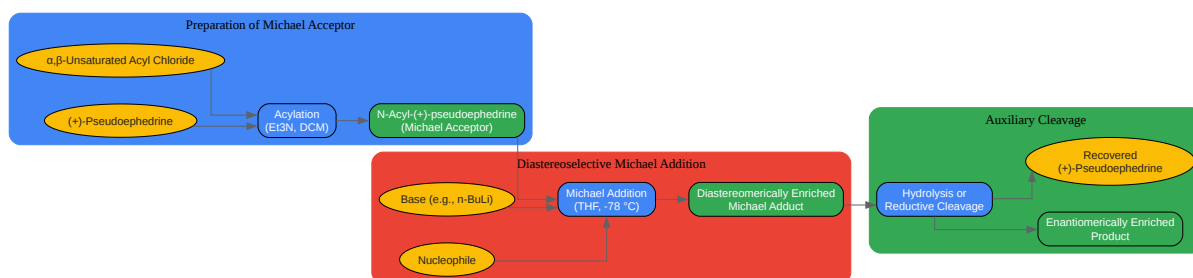 Preparation of Michael Acceptor
α,β-Unsaturated Acyl Chloride
(+)-Pseudoephedrine
Acylation
(Et3N, DCM)
N-Acyl-(+)-pseudoephedrine
(Michael Acceptor)
Diastereoselective Michael Addition
Base (e.g., n-BuLi)
Nucleophile
Michael Addition
(THF, -78 °C)
Diastereomerically Enriched
Michael Adduct
Auxiliary Cleavage
Hydrolysis or
Reductive Cleavage
Recovered
(+)-Pseudoephedrine
Enantiomerically Enriched
Product